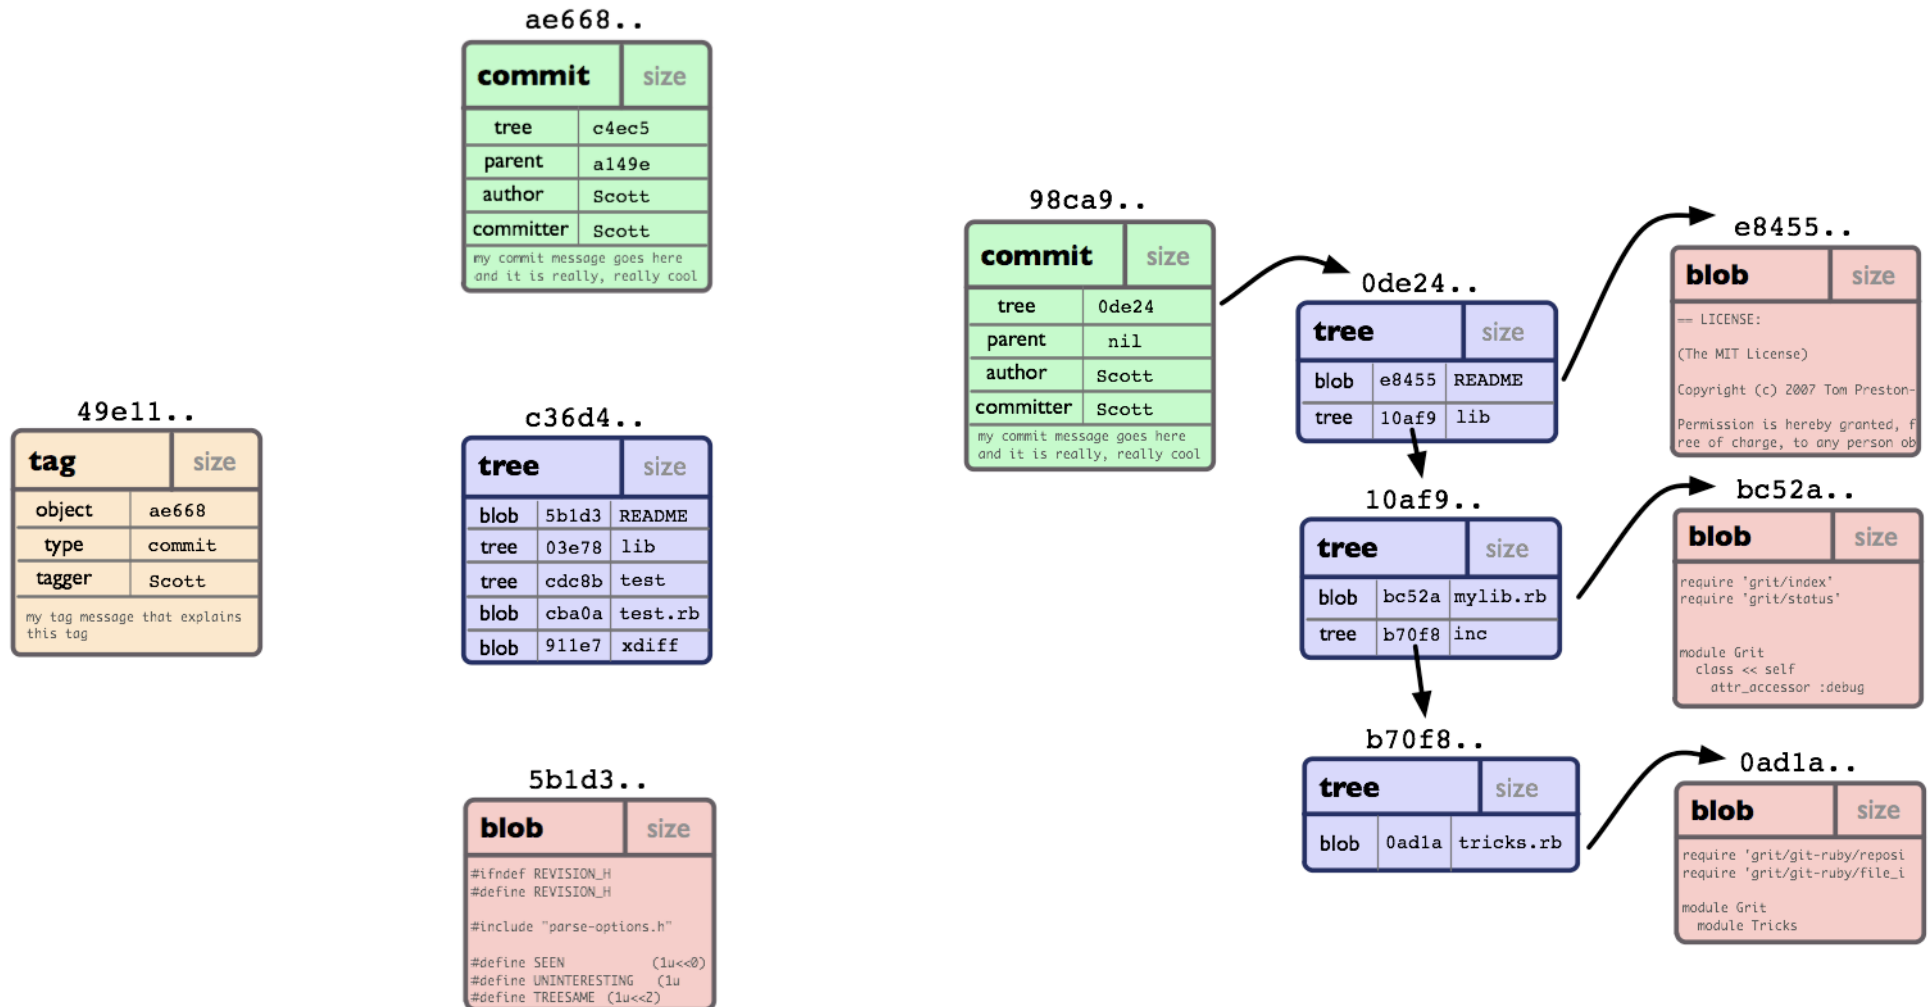 ae668..
commit size
tree c4ec5
parent a149e
author Scott
committer Scott
my commit message goes here
and it is really, really cool
49e11..
tag size
object ae668
type commit
tagger Scott
my tag message that explains
this tag
c36d4..
tree size
blob 5b1d3 README
tree 03e78 lib
tree cdc8b test
blob cba0a test.rb
blob 911e7 xdiff
5b1d3..
blob size
#ifndef REVISION_H
#define REVISION_H
#include "parse-options.h"
#define SEEN (1u<<0)
#define UNINTERESTING (1u
#define TREESAME (1u<<2)
98ca9..
commit size
tree 0de24
parent nil
author Scott
committer Scott
my commit message goes here
and it is really, really cool
0de24..
tree size
blob e8455 README
tree 10af9 lib
10af9..
tree size
blob bc52a mylib.rb
tree b70f8 inc
b70f8..
tree size
blob 0ad1a tricks.rb
e8455..
blob size
== LICENSE:
(The MIT License)
Copyright (c) 2007 Tom Preston-
Permission is hereby granted, f
ree of charge, to any person ob
bc52a..
blob size
require 'grit/index'
require 'grit/status'
module Grit
class << self
attr_accessor :debug
0ad1a..
blob size
require 'grit/git-ruby/reposi
require 'grit/git-ruby/file_i
module Grit
module Tricks